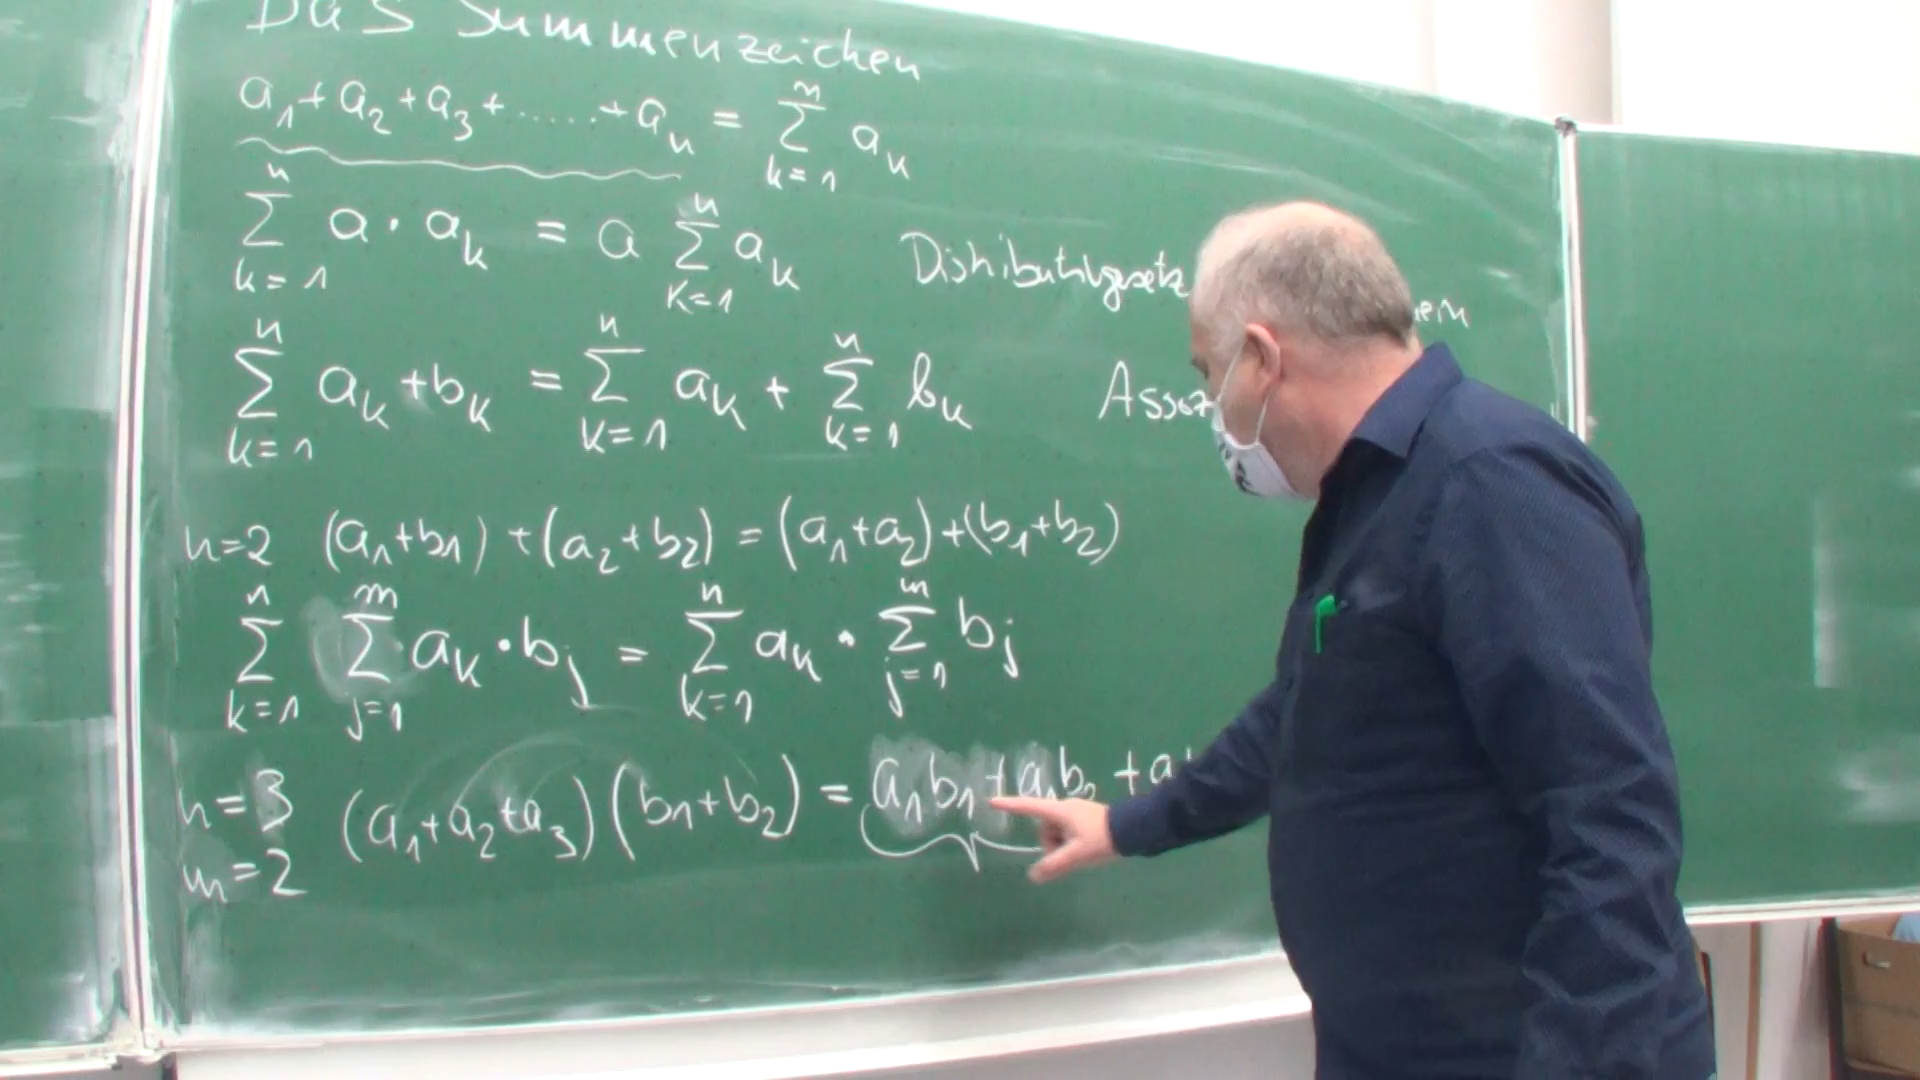 Das Summenzeichen
a₁+a₂+a₃+......+aₙ = ∑ₖ₌₁ⁿ aₖ
∑ₖ₌₁ⁿ a·aₖ = a ∑ₖ₌₁ⁿ aₖ Distributivgesetz
∑ₖ₌₁ⁿ aₖ+bₖ = ∑ₖ₌₁ⁿ aₖ + ∑ₖ₌₁ⁿ bₖ Assoz
n=2 (a₁+b₁)+(a₂+b₂)=(a₁+a₂)+(b₁+b₂)
∑ₖ₌₁ⁿ ∑ⱼ₌₁ᵐ aₖ·bⱼ = ∑ₖ₌₁ⁿ aₖ · ∑ⱼ₌₁ᵐ bⱼ
n=3 (a₁+a₂+a₃)(b₁+b₂) = a₁b₁+a₁b₂+a
m=2